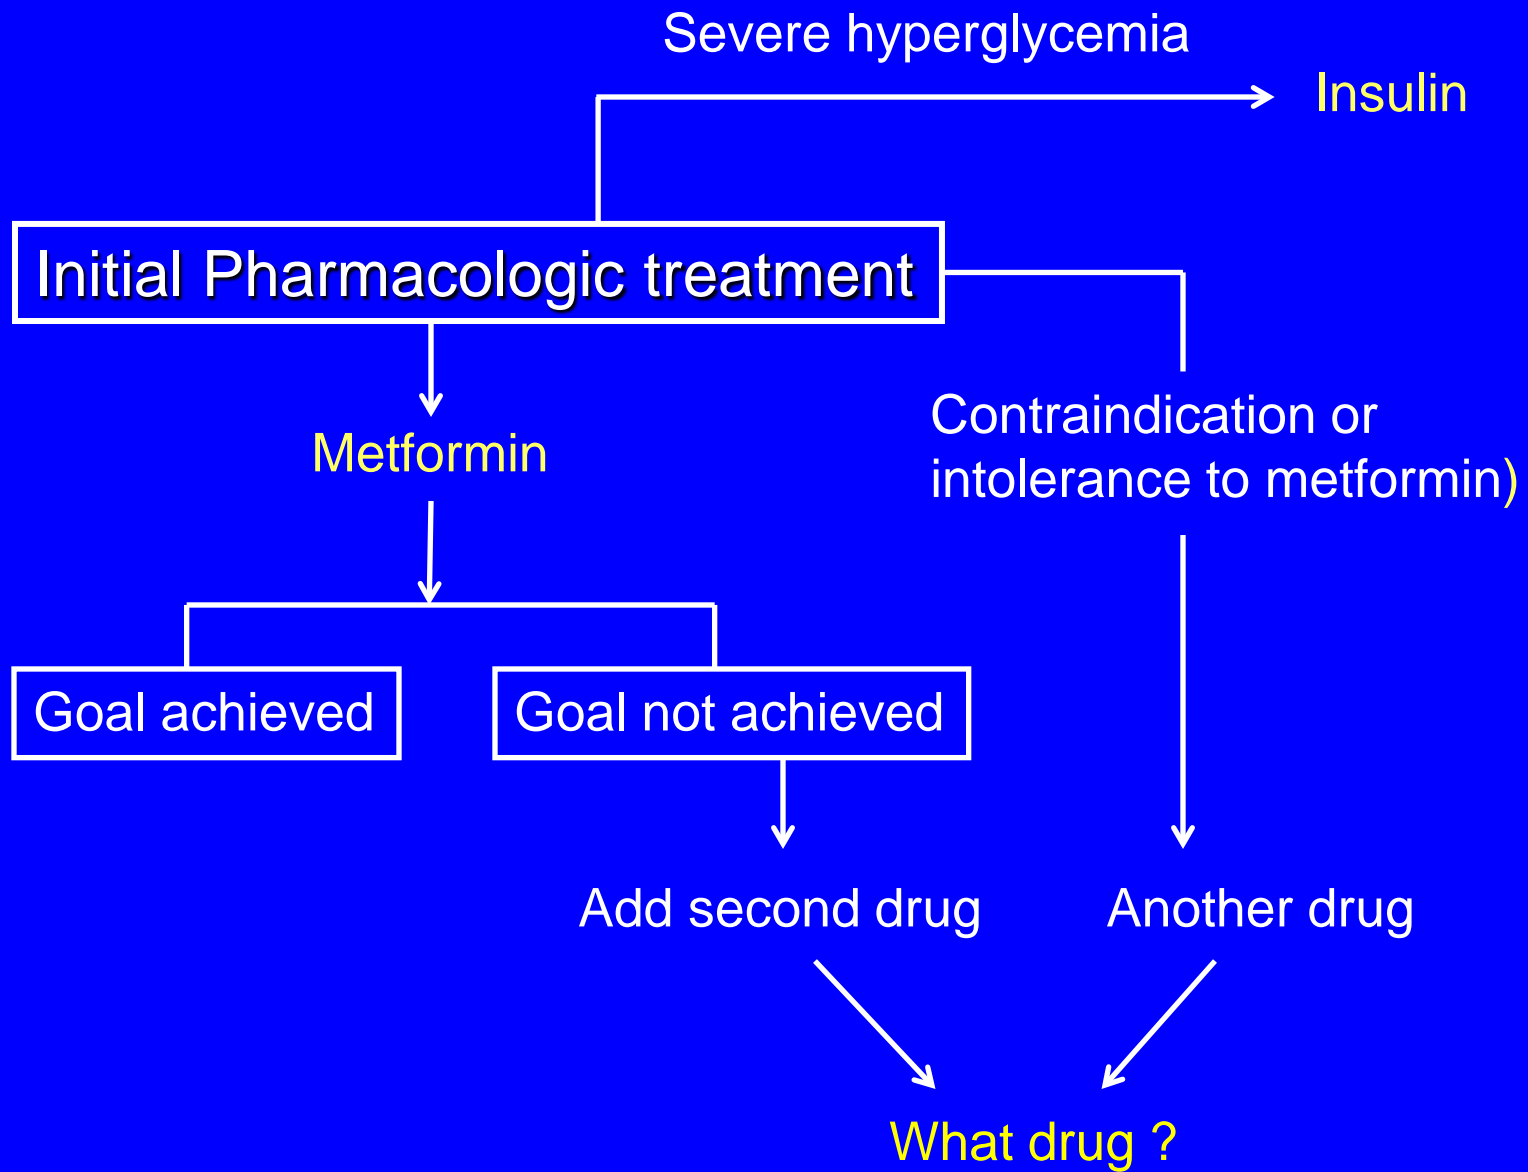 Severe hyperglycemia
Insulin
Initial Pharmacologic treatment
Metformin
Contraindication or
intolerance to metformin)
Goal achieved
Goal not achieved
Add second drug
Another drug
What drug ?